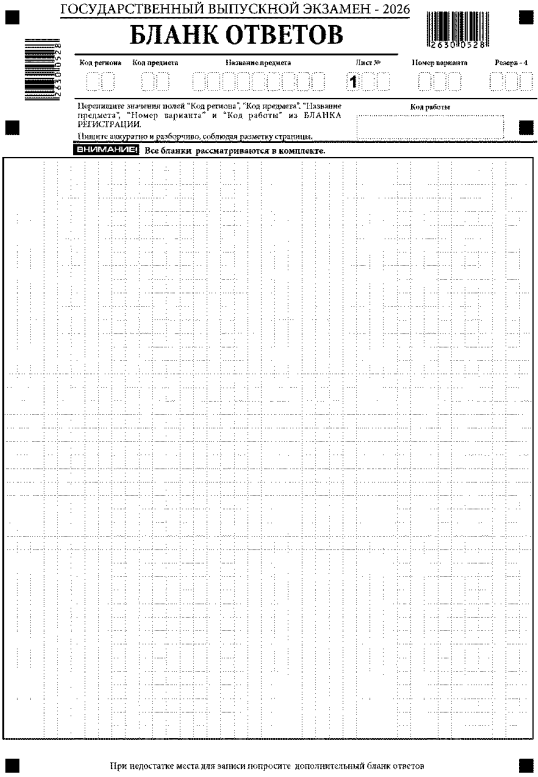 ГОСУДАРСТВЕННЫЙ ВЫПУСКНОЙ ЭКЗАМЕН - 2026
БЛАНК ОТВЕТОВ
2630 0528
2630 0528
Код региона Код предмета Название предмета Лист № Номер варианта Резерв - 4
1
Перепишите значения полей "Код региона", "Код предмета", "Название
предмета", "Номер варианта" и "Код работы" из БЛАНКА
РЕГИСТРАЦИИ.
Пишите аккуратно и разборчиво, соблюдая разметку страницы.
Код работы
ВНИМАНИЕ! Все бланки рассматриваются в комплекте.
При недостатке места для записи попросите дополнительный бланк ответов